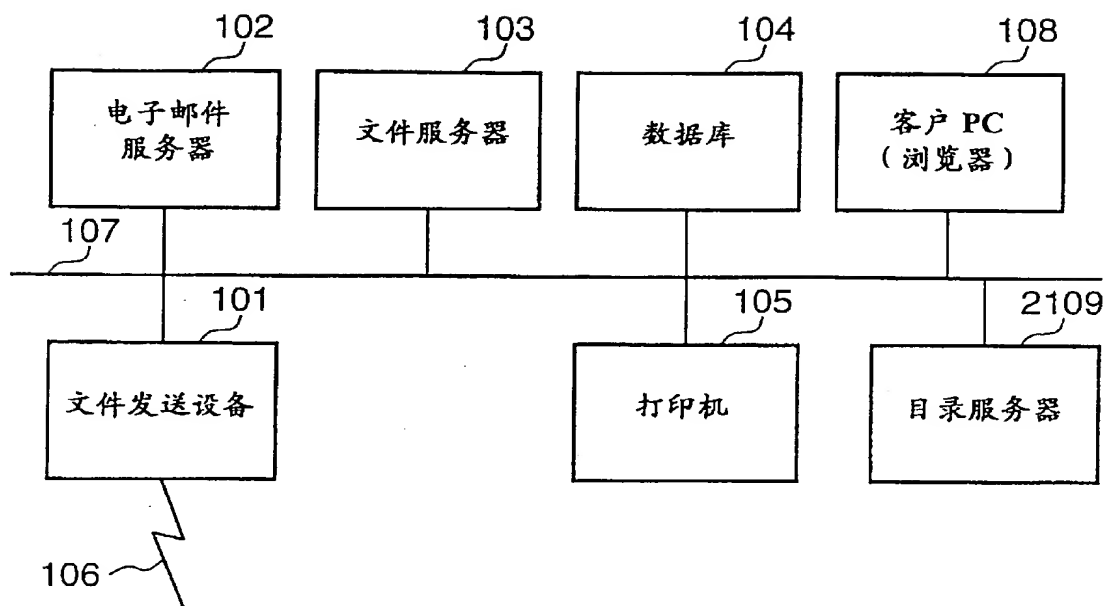 102
103
104
108
电子邮件
服务器
文件服务器
数据库
客户 PC
（浏览器）
107
101
105
2109
文件发送设备
打印机
目录服务器
106